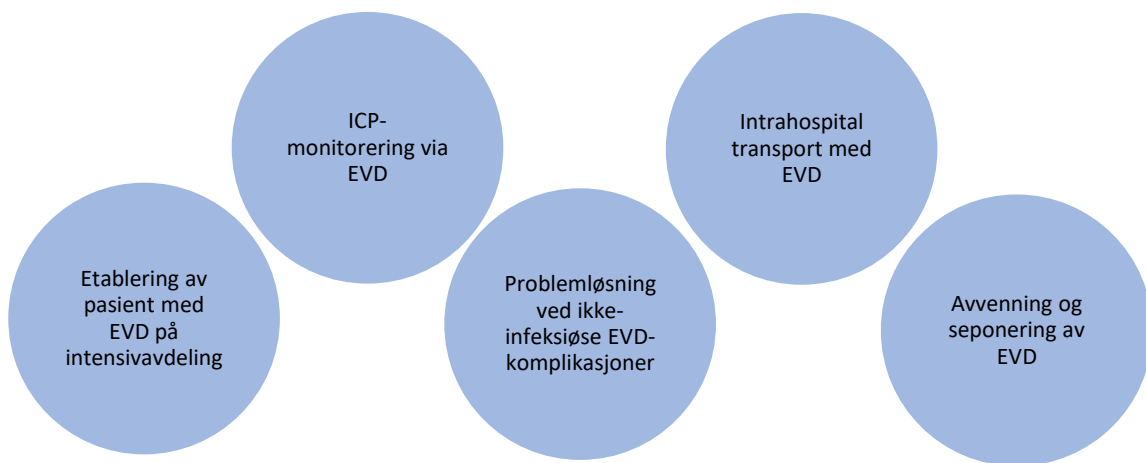 Etablering av
pasient med
EVD på
intensivavdeling
ICP-
monitorering via
EVD
Problemløsning
ved ikke-
infeksiøse EVD-
komplikasjoner
Intrahospital
transport med
EVD
Avvenning og
seponering av
EVD